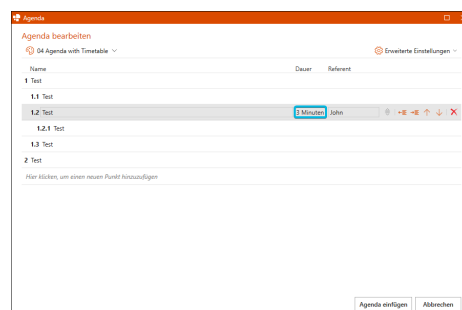 Agenda
Agenda bearbeiten
04 Agenda with Timetable
Erweiterte Einstellungen
Name Dauer Referent
1 Test
1.1 Test
1.2 Test 3 Minuten John
1.2.1 Test
1.3 Test
2 Test
Hier klicken, um einen neuen Punkt hinzuzufügen
Agenda einfügen Abbrechen